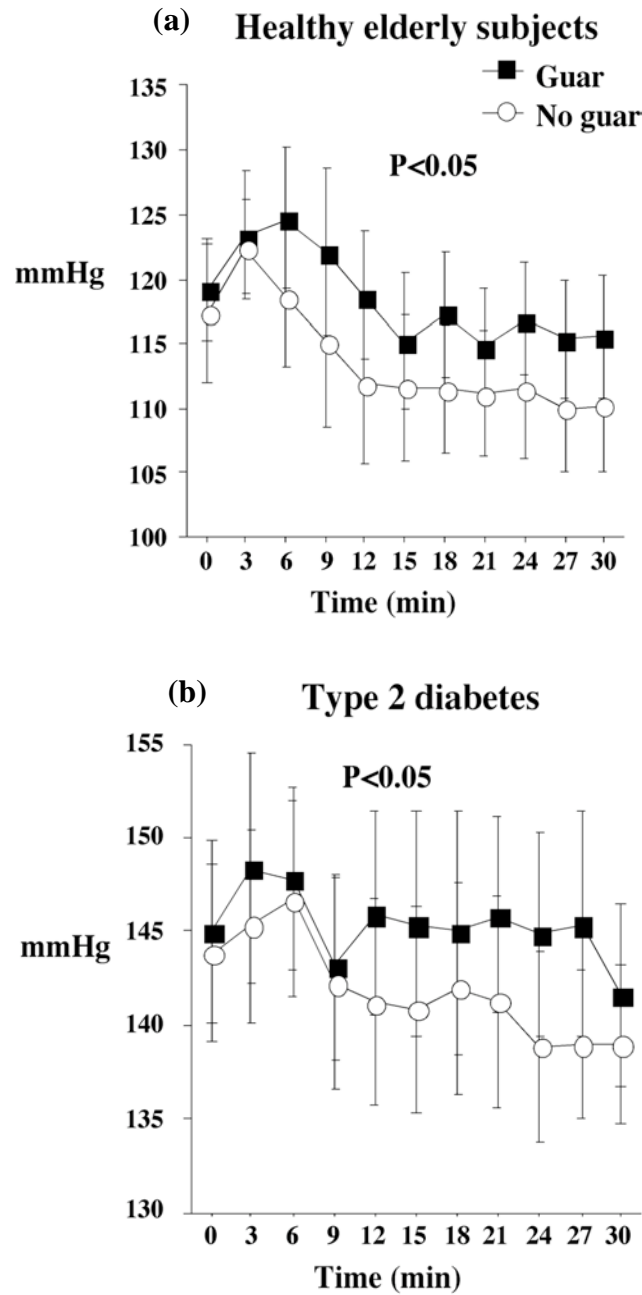 (a) Healthy elderly subjects
Guar
No guar
P<0.05
mmHg
135
130
125
120
115
110
105
100
0 3 6 9 12 15 18 21 24 27 30
Time (min)
(b) Type 2 diabetes
P<0.05
mmHg
155
150
145
140
135
130
0 3 6 9 12 15 18 21 24 27 30
Time (min)